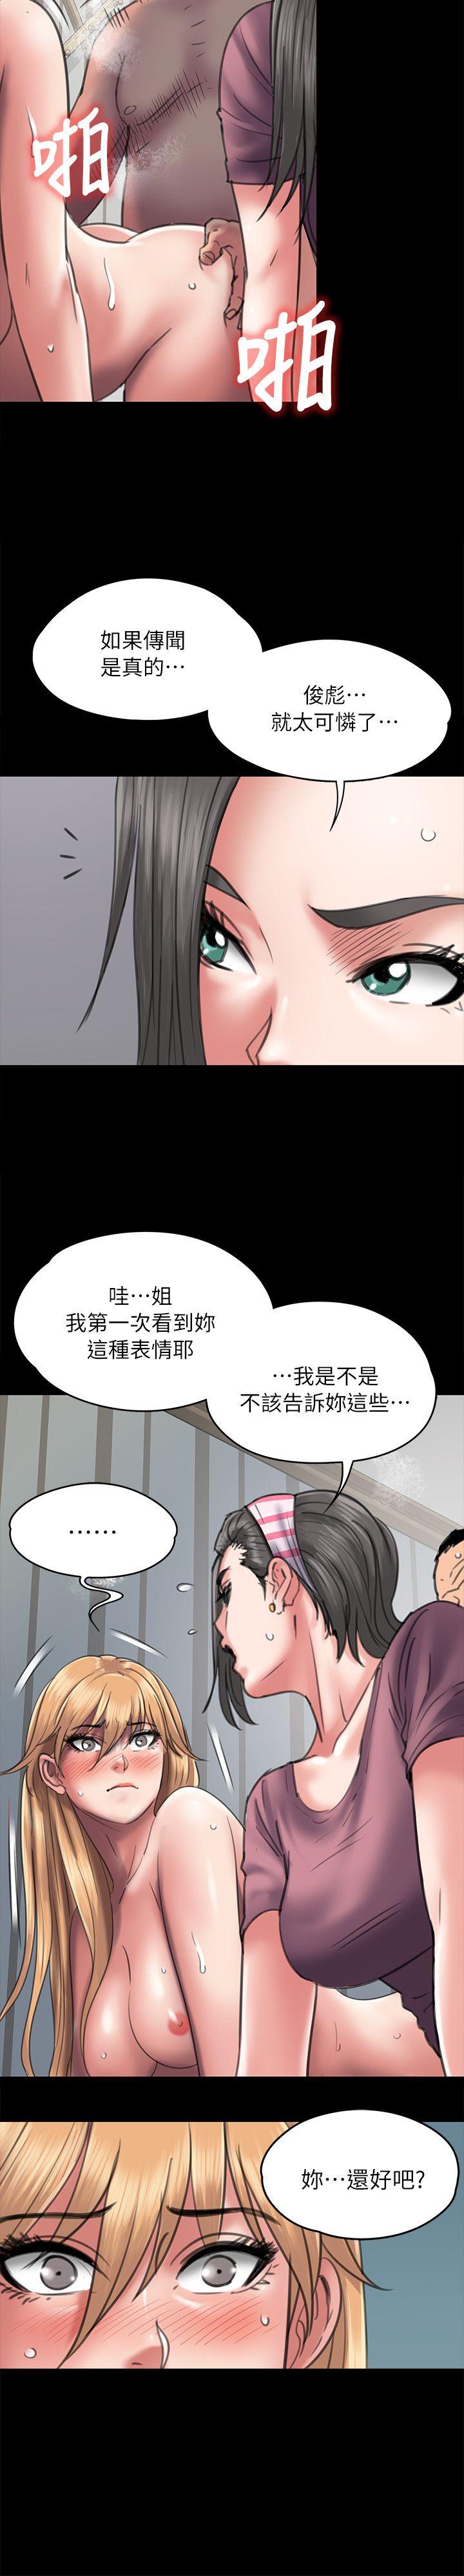 啪
啪
如果傳聞
是真的⋯
俊彪⋯
就太可憐了⋯
哇⋯姐
我第一次看到妳
這種表情耶
⋯我是不是
不該告訴妳這些⋯
⋯⋯
妳⋯還好吧?